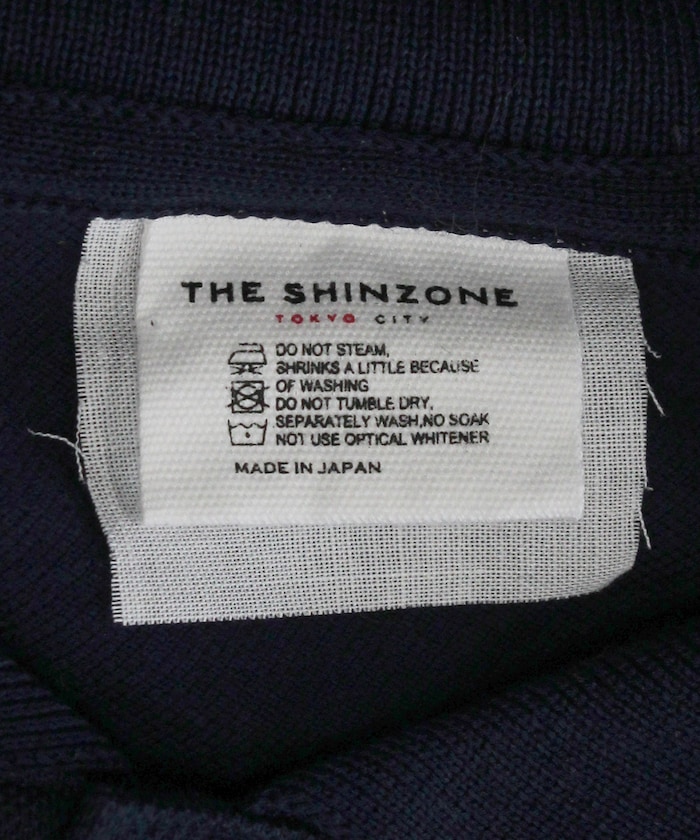 THE SHINZONE
TOKYO CITY
DO NOT STEAM,
SHRINKS A LITTLE BECAUSE
OF WASHING
DO NOT TUMBLE DRY,
SEPARATELY WASH,NO SOAK
NOT USE OPTICAL WHITENER
MADE IN JAPAN